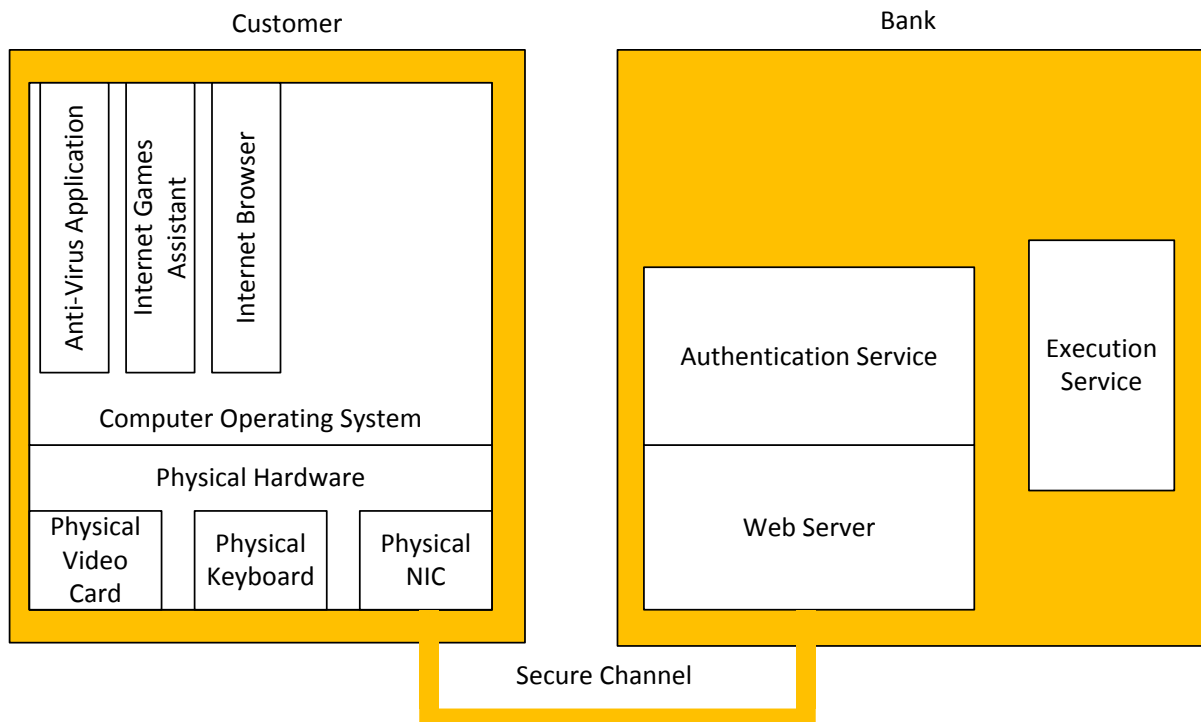 Customer
Bank
Anti-Virus Application
Internet Games
Assistant
Internet Browser
Computer Operating System
Physical Hardware
Physical
Video
Card
Physical
Keyboard
Physical
NIC
Authentication Service
Web Server
Execution
Service
Secure Channel